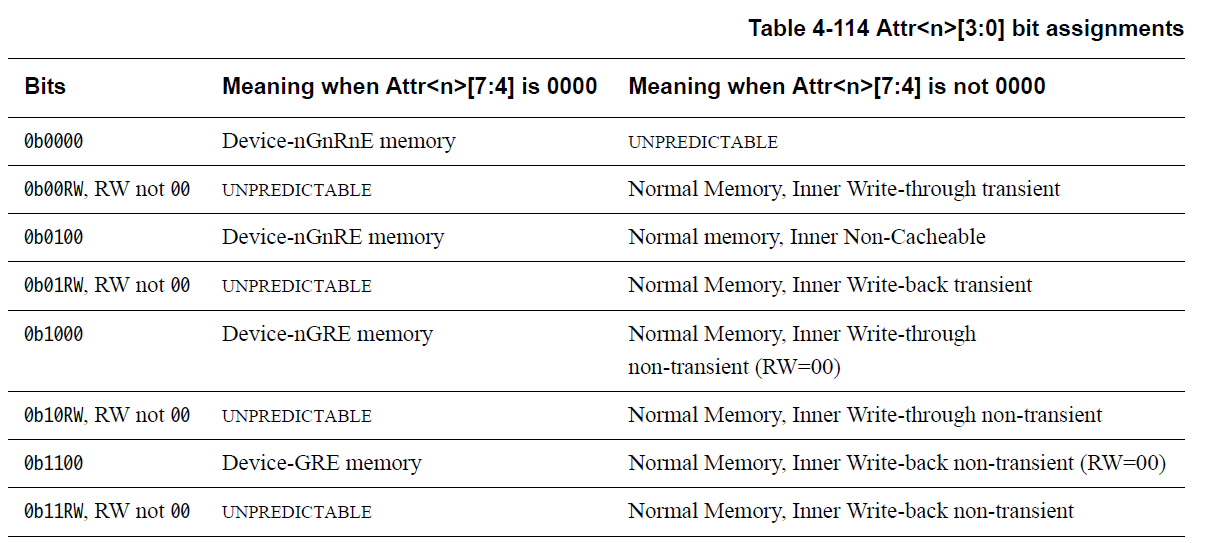 Table 4-114 Attr<n>[3:0] bit assignments
Bits Meaning when Attr<n>[7:4] is 0000 Meaning when Attr<n>[7:4] is not 0000
0b0000 Device-nGnRnE memory UNPREDICTABLE
0b00RW, RW not 00 UNPREDICTABLE Normal Memory, Inner Write-through transient
0b0100 Device-nGnRE memory Normal memory, Inner Non-Cacheable
0b01RW, RW not 00 UNPREDICTABLE Normal Memory, Inner Write-back transient
0b1000 Device-nGRE memory Normal Memory, Inner Write-through
non-transient (RW=00)
0b10RW, RW not 00 UNPREDICTABLE Normal Memory, Inner Write-through non-transient
0b1100 Device-GRE memory Normal Memory, Inner Write-back non-transient (RW=00)
0b11RW, RW not 00 UNPREDICTABLE Normal Memory, Inner Write-back non-transient